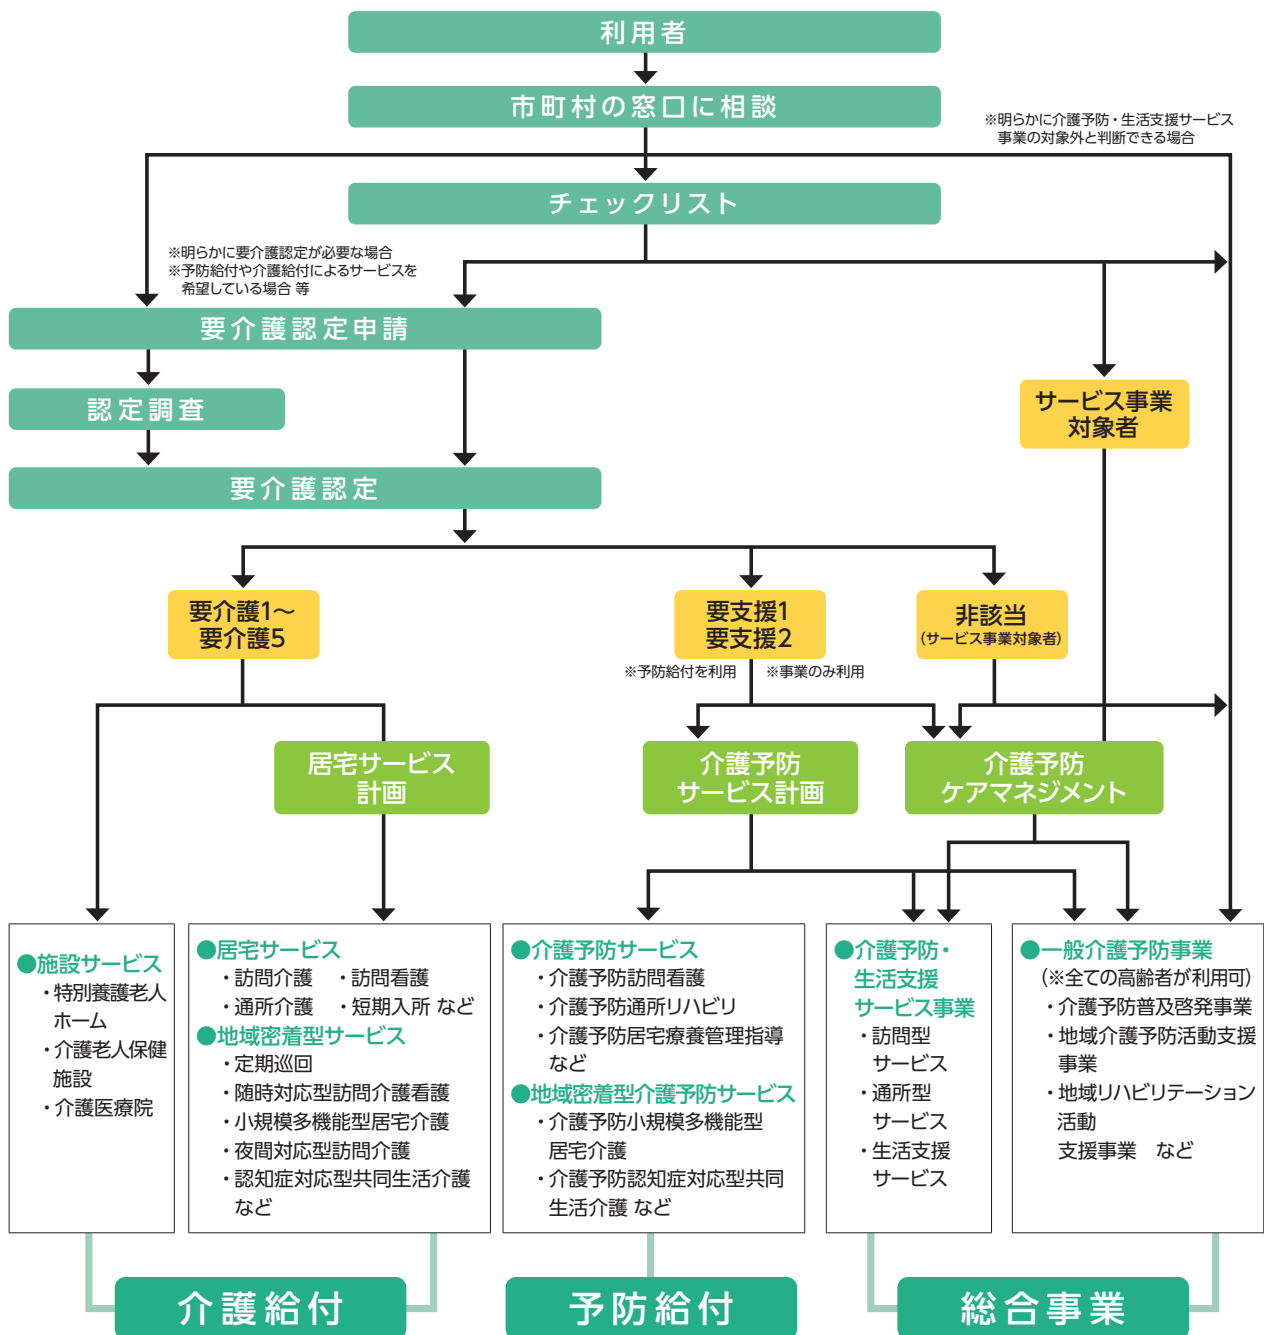 利用者
市町村の窓口に相談
※明らかに介護予防・生活支援サービス
事業の対象外と判断できる場合
チェックリスト
※明らかに要介護認定が必要な場合
※予防給付や介護給付によるサービスを
希望している場合 等
要介護認定申請
認定調査
サービス事業
対象者
要介護認定
要介護1〜
要介護5
要支援1
要支援2
非該当
(サービス事業対象者)
※予防給付を利用
※事業のみ利用
居宅サービス
計画
介護予防
サービス計画
介護予防
ケアマネジメント
●施設サービス
・特別養護老人
ホーム
・介護老人保健
施設
・介護医療院
●居宅サービス
・訪問介護 ・訪問看護
・通所介護 ・短期入所 など
●地域密着型サービス
・定期巡回
・随時対応型訪問介護看護
・小規模多機能型居宅介護
・夜間対応型訪問介護
・認知症対応型共同生活介護
など
●介護予防サービス
・介護予防訪問看護
・介護予防通所リハビリ
・介護予防居宅療養管理指導
など
●地域密着型介護予防サービス
・介護予防小規模多機能型
居宅介護
・介護予防認知症対応型共同
生活介護 など
●介護予防・
生活支援
サービス事業
・訪問型
サービス
・通所型
サービス
・生活支援
サービス
●一般介護予防事業
(※全ての高齢者が利用可)
・介護予防普及啓発事業
・地域介護予防活動支援
事業
・地域リハビリテーション
活動
支援事業 など
介護給付
予防給付
総合事業